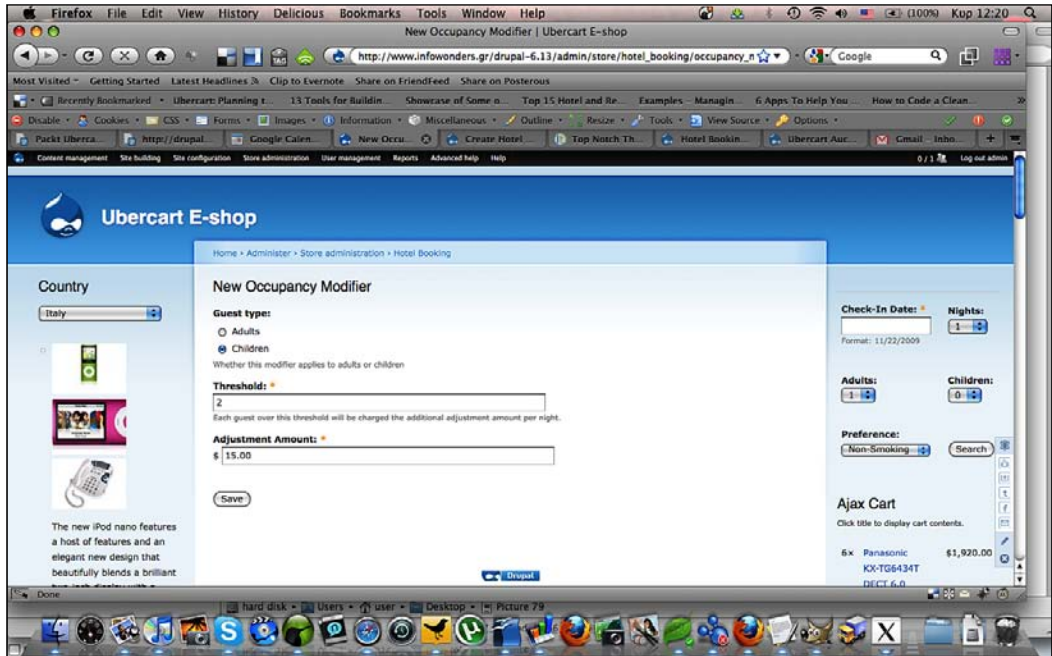 Firefox File Edit View History Delicious Bookmarks Tools Window Help (100%) Κυρ 12:20
New Occupancy Modifier | Ubercart E-shop
http://www.infowonders.gr/drupal-6.13/admin/store/hotel_booking/occupancy_n Google
Most Visited Getting Started Latest Headlines Clip to Evernote Share on FriendFeed Share on Posterous
Recently Bookmarked Ubercart: Planning t... 13 Tools for Buildin... Showcase of Some o... Top 15 Hotel and Re... Examples - Managin... 6 Apps To Help You ... How to Code a Clean...
Disable Cookies CSS Forms Images Information Miscellaneous Outline Resize Tools View Source Options
Packt Uberca... http://drupal... Google Calen... New Occu... Create Hotel ... Top Notch Th... Hotel Bookin... Ubercart Auc... Gmail - Inbo...
Content management Site building Site configuration Store administration User management Reports Advanced help Help 0 / 1 Log out admin
Ubercart E-shop
Home › Administer › Store administration › Hotel Booking
Country
Italy
The new iPod nano features
a host of features and an
elegant new design that
beautifully blends a brilliant
New Occupancy Modifier
Guest type:
Adults
Children
Whether this modifier applies to adults or children
Threshold: *
2
Each guest over this threshold will be charged the additional adjustment amount per night.
Adjustment Amount: *
$ 15.00
Save
Drupal
Check-In Date: * Nights:
1
Format: 11/22/2009
Adults: Children:
1 0
Preference:
Non-Smoking Search
Ajax Cart
Click title to display cart contents.
6x Panasonic $1,920.00
KX-TG6434T
DECT 6.0
Done
hard disk Users user Desktop Picture 79